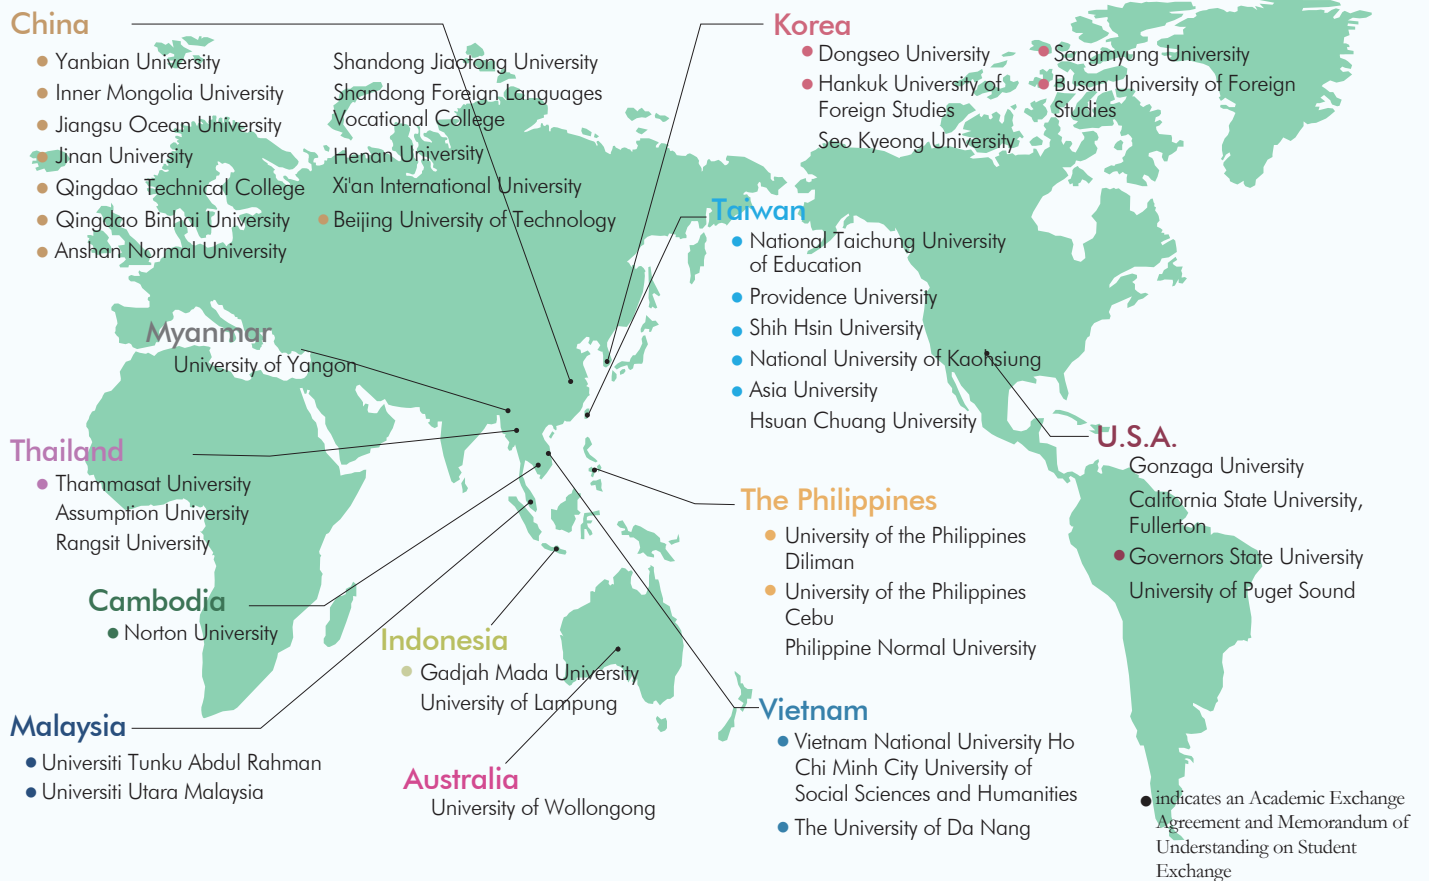 China
Yanbian University
Inner Mongolia University
Jiangsu Ocean University
Jinan University
Qingdao Technical College
Qingdao Binhai University
Anshan Normal University
Shandong Jiaotong University
Shandong Foreign Languages
Vocational College
Henan University
Xi'an International University
Beijing University of Technology
Korea
Dongseo University
Hankuk University of
Foreign Studies
Seo Kyeong University
Sangmyung University
Busan University of Foreign
Studies
Taiwan
National Taichung University
of Education
Providence University
Shih Hsin University
National University of Kaohsiung
Asia University
Hsuan Chuang University
Myanmar
University of Yangon
Thailand
Thammasat University
Assumption University
Rangsit University
U.S.A.
Gonzaga University
California State University,
Fullerton
Governors State University
University of Puget Sound
The Philippines
University of the Philippines
Diliman
University of the Philippines
Cebu
Philippine Normal University
Cambodia
Norton University
Indonesia
Gadjah Mada University
University of Lampung
Malaysia
Universiti Tunku Abdul Rahman
Universiti Utara Malaysia
Australia
University of Wollongong
Vietnam
Vietnam National University Ho
Chi Minh City University of
Social Sciences and Humanities
The University of Da Nang
indicates an Academic Exchange
Agreement and Memorandum of
Understanding on Student
Exchange